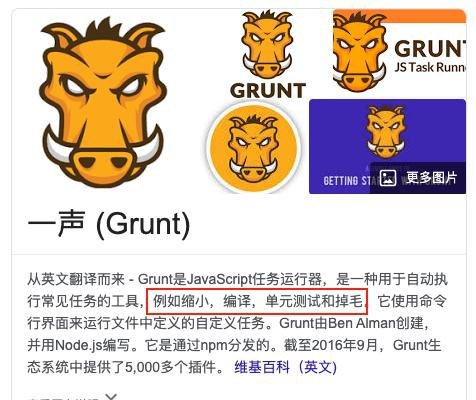 GRUNT
GRUNT
JS Task Runne
GETTING STA
更多图片
一声 (Grunt)
从英文翻译而来 - Grunt是JavaScript任务运行器，是一种用于自动执
行常见任务的工具，例如缩小，编译，单元测试和掉毛。它使用命令
行界面来运行文件中定义的自定义任务。Grunt由Ben Alman创建，
并用Node.js编写。它是通过npm分发的。截至2016年9月，Grunt生
态系统中提供了5,000多个插件。 维基百科（英文)